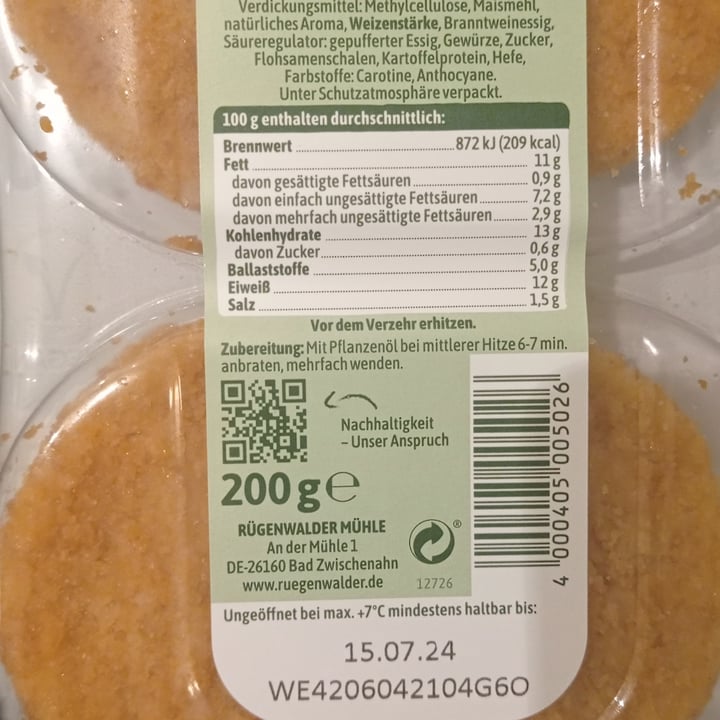 Verdickungsmittel: Methylcellulose, Maismehl,
natürliches Aroma, Weizenstärke, Branntweinessig,
Säureregulator: gepufferter Essig, Gewürze, Zucker,
Flohsamenschalen, Kartoffelprotein, Hefe,
Farbstoffe: Carotine, Anthocyane.
Unter Schutzatmosphäre verpackt.
100 g enthalten durchschnittlich:
Brennwert 872 kJ (209 kcal)
Fett 11 g
davon gesättigte Fettsäuren 0,9 g
davon einfach ungesättigte Fettsäuren 7,2 g
davon mehrfach ungesättigte Fettsäuren 2,9 g
Kohlenhydrate 13 g
davon Zucker 0,6 g
Ballaststoffe 5,0 g
Eiweiß 12 g
Salz 1,5 g
Vor dem Verzehr erhitzen.
Zubereitung: Mit Pflanzenöl bei mittlerer Hitze 6-7 min.
anbraten, mehrfach wenden.
Nachhaltigkeit
– Unser Anspruch
200 g ℮
RÜGENWALDER MÜHLE
An der Mühle 1
DE-26160 Bad Zwischenahn
www.ruegenwalder.de
®
12726
4 000405 005026
Ungeöffnet bei max. +7°C mindestens haltbar bis:
15.07.24
WE4206042104G6O